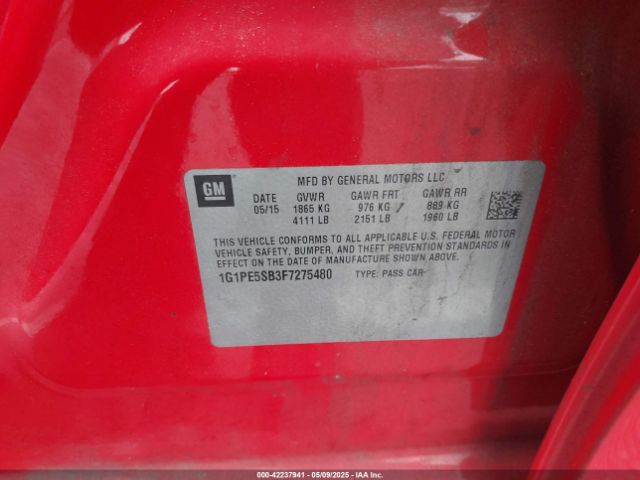 GM
MFD BY GENERAL MOTORS LLC
DATE GVWR GAWR FRT GAWR RR
05/15 1865 KG 976 KG 889 KG
4111 LB 2151 LB 1960 LB
THIS VEHICLE CONFORMS TO ALL APPLICABLE U.S. FEDERAL MOTOR
VEHICLE SAFETY, BUMPER, AND THEFT PREVENTION STANDARDS
IN EFFECT ON THE DATE OF MANUFACTURE SHOWN ABOVE.
1G1PE5SB3F7275480 TYPE: PASS CAR
000-42237941 - 05/09/2025 - IAAI.COM